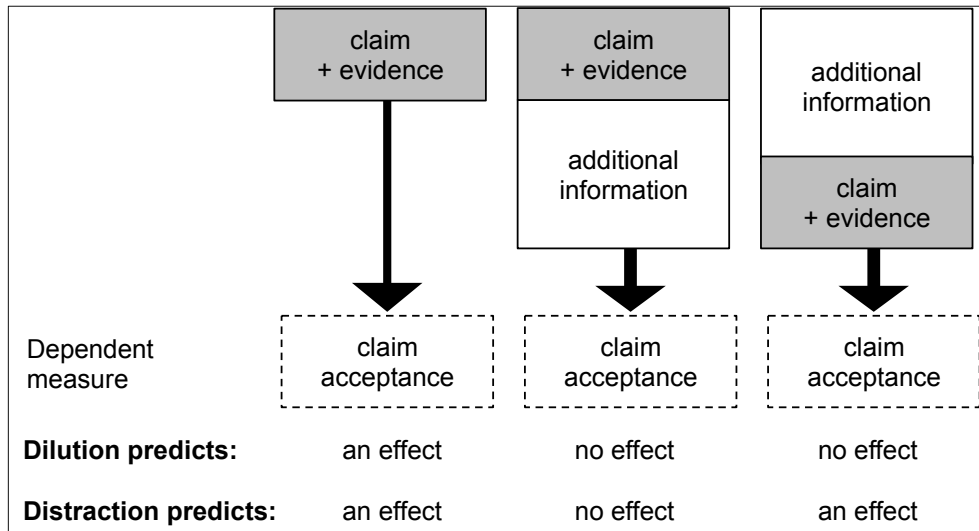 claim
+ evidence
claim
+ evidence
additional
information
additional
information
claim
+ evidence
Dependent
measure
claim
acceptance
claim
acceptance
claim
acceptance
Dilution predicts: an effect no effect no effect
Distraction predicts: an effect no effect an effect